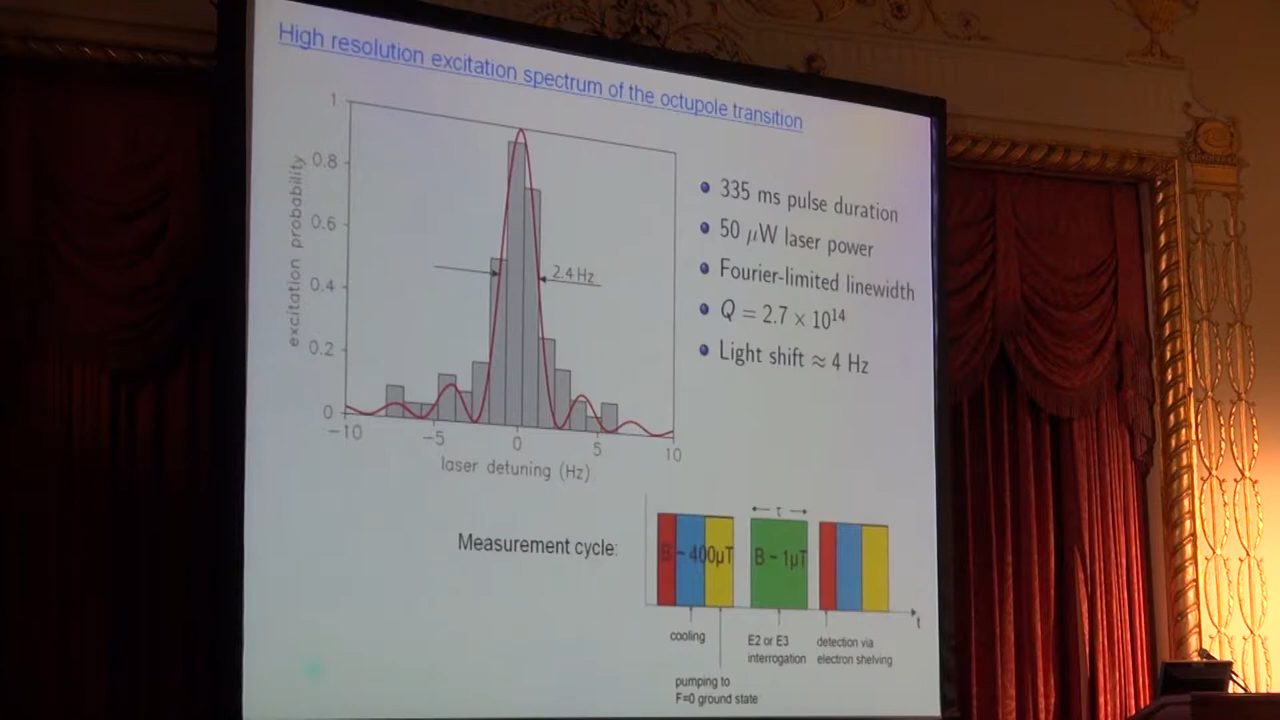 High resolution excitation spectrum of the octupole transition
1
0.8
0.6
0.4
0.2
0
excitation probability
2.4 Hz
−10
−5
0
5
10
laser detuning (Hz)
335 ms pulse duration
50 μW laser power
Fourier-limited linewidth
Q = 2.7 × 10¹⁴
Light shift ≈ 4 Hz
Measurement cycle:
B ~ 400μT
τ
B ~ 1μT
t
cooling
pumping to
F=0 ground state
E2 or E3
interrogation
detection via
electron shelving